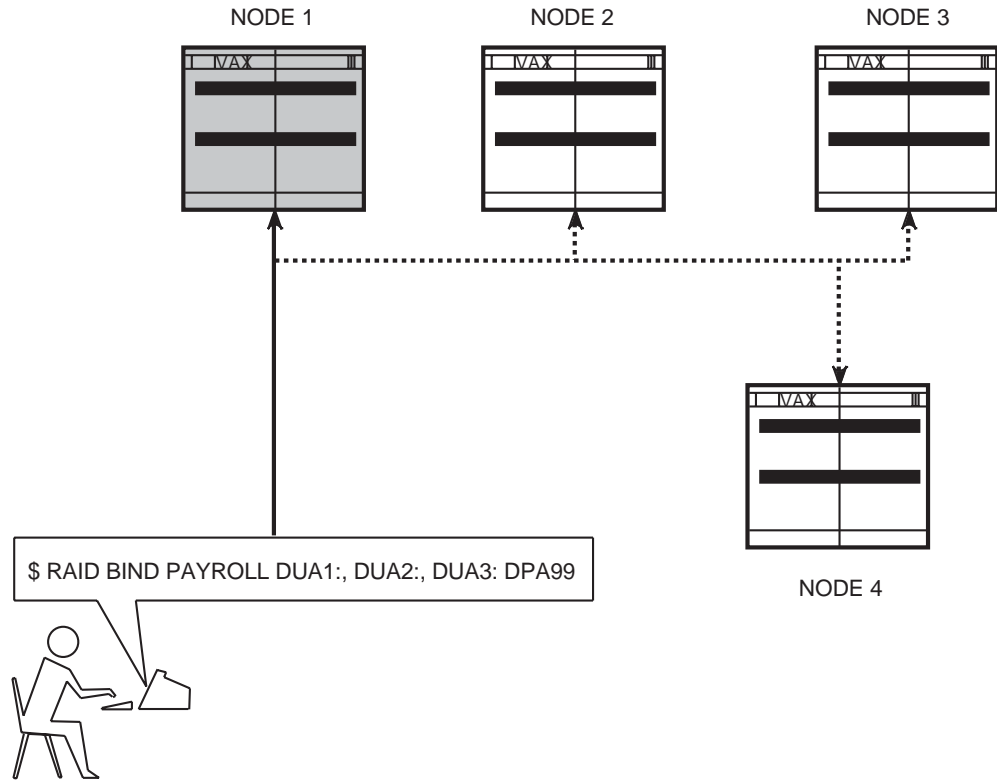 NODE 1 NODE 2 NODE 3
VAX VAX VAX
VAX
$ RAID BIND PAYROLL DUA1:, DUA2:, DUA3: DPA99
NODE 4